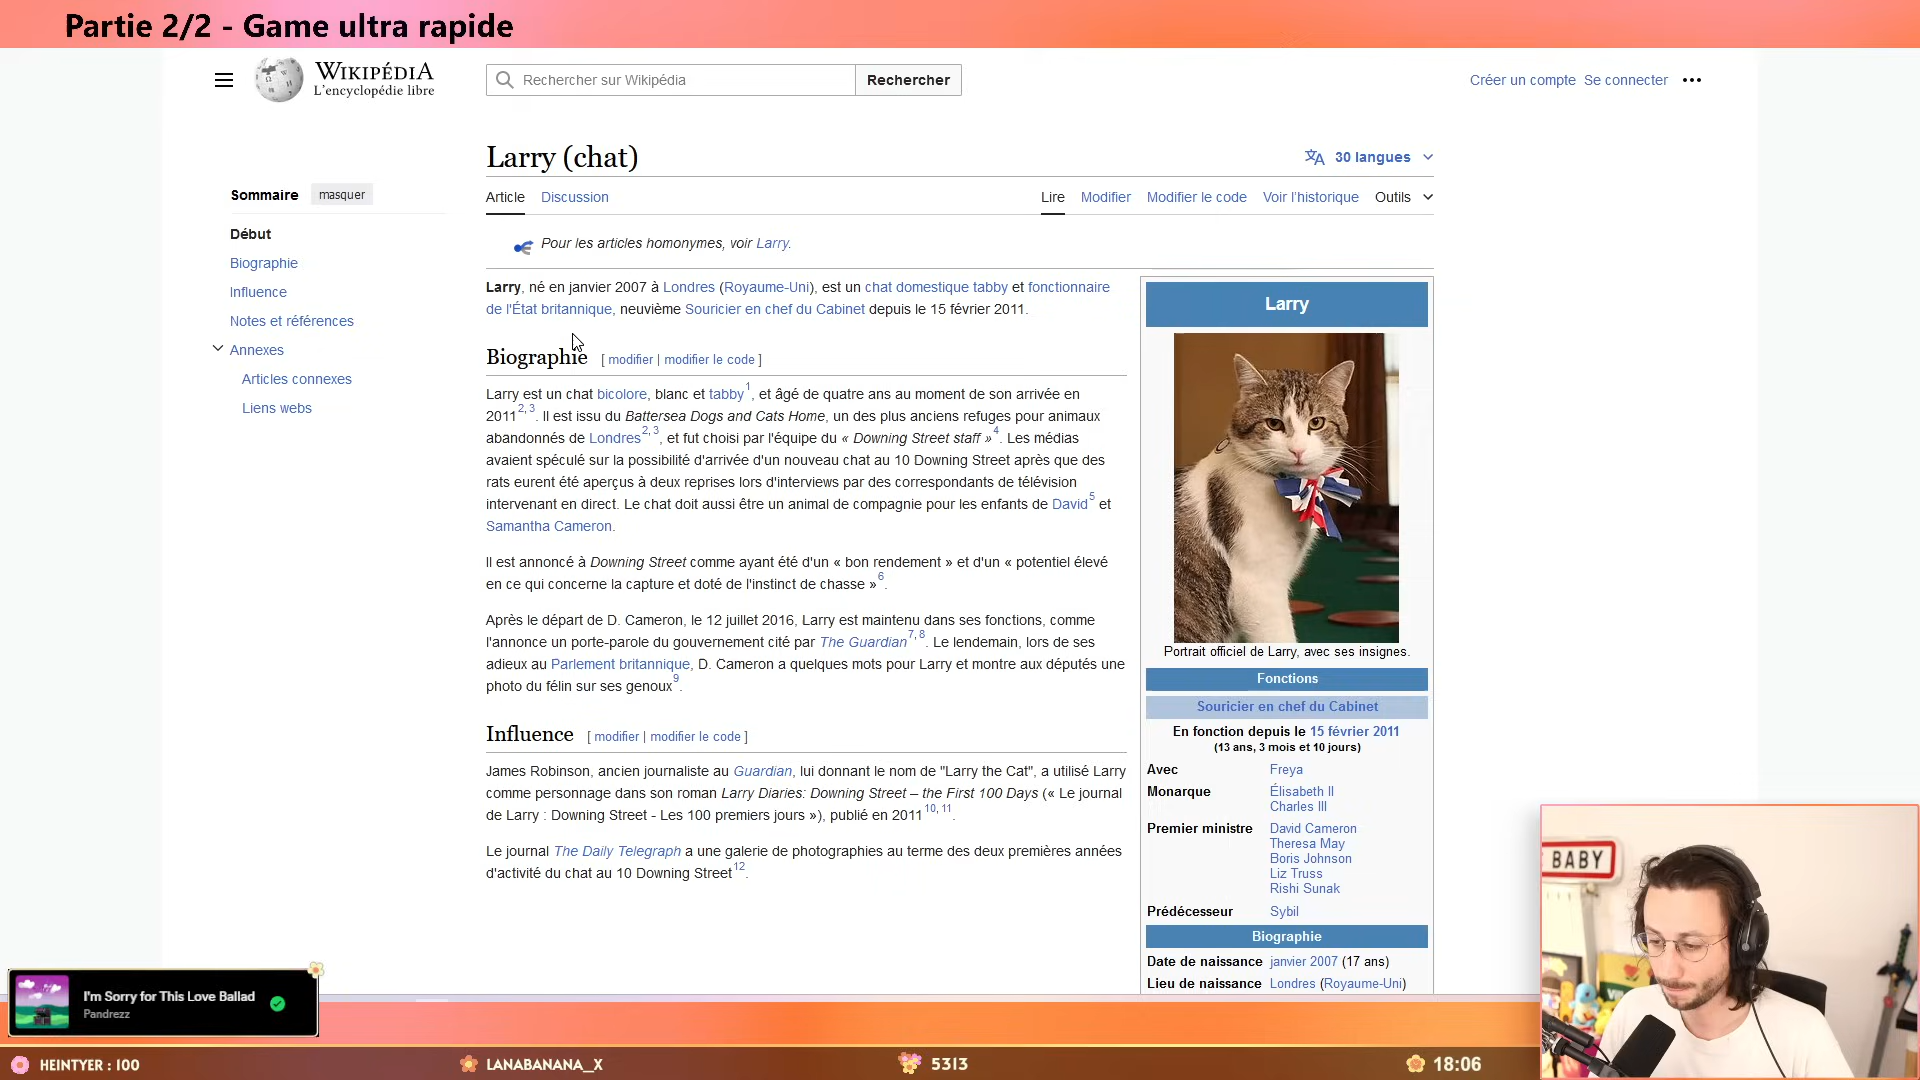 Partie 2/2 - Game ultra rapide
WIKIPÉDIA
L'encyclopédie libre
Rechercher sur Wikipédia
Rechercher
Créer un compte Se connecter
Larry (chat)
30 langues
Sommaire masquer
Début
Biographie
Influence
Notes et références
Annexes
Articles connexes
Liens webs
Article Discussion
Lire Modifier Modifier le code Voir l'historique Outils
Pour les articles homonymes, voir Larry.
Larry, né en janvier 2007 à Londres (Royaume-Uni), est un chat domestique tabby et fonctionnaire
de l'État britannique, neuvième Souricier en chef du Cabinet depuis le 15 février 2011.
Biographie [ modifier | modifier le code ]
Larry est un chat bicolore, blanc et tabby1, et âgé de quatre ans au moment de son arrivée en
20112, 3. Il est issu du Battersea Dogs and Cats Home, un des plus anciens refuges pour animaux
abandonnés de Londres2, 3, et fut choisi par l'équipe du « Downing Street staff »4. Les médias
avaient spéculé sur la possibilité d'arrivée d'un nouveau chat au 10 Downing Street après que des
rats eurent été aperçus à deux reprises lors d'interviews par des correspondants de télévision
intervenant en direct. Le chat doit aussi être un animal de compagnie pour les enfants de David5 et
Samantha Cameron.
Il est annoncé à Downing Street comme ayant été d'un « bon rendement » et d'un « potentiel élevé
en ce qui concerne la capture et doté de l'instinct de chasse »6.
Après le départ de D. Cameron, le 12 juillet 2016, Larry est maintenu dans ses fonctions, comme
l'annonce un porte-parole du gouvernement cité par The Guardian7, 8. Le lendemain, lors de ses
adieux au Parlement britannique, D. Cameron a quelques mots pour Larry et montre aux députés une
photo du félin sur ses genoux9.
Influence [ modifier | modifier le code ]
James Robinson, ancien journaliste au Guardian, lui donnant le nom de "Larry the Cat", a utilisé Larry
comme personnage dans son roman Larry Diaries: Downing Street – the First 100 Days (« Le journal
de Larry : Downing Street - Les 100 premiers jours »), publié en 201110, 11.
Le journal The Daily Telegraph a une galerie de photographies au terme des deux premières années
d'activité du chat au 10 Downing Street12.
Larry
Portrait officiel de Larry, avec ses insignes.
Fonctions
Souricier en chef du Cabinet
En fonction depuis le 15 février 2011
(13 ans, 3 mois et 10 jours)
Avec Freya
Monarque Élisabeth II
Charles III
Premier ministre David Cameron
Theresa May
Boris Johnson
Liz Truss
Rishi Sunak
Prédécesseur Sybil
Biographie
Date de naissance janvier 2007 (17 ans)
Lieu de naissance Londres (Royaume-Uni)
BABY
I'm Sorry for This Love Ballad
Pandrezz
HEINTYER : 100
LANABANANA_X
5313
18:06